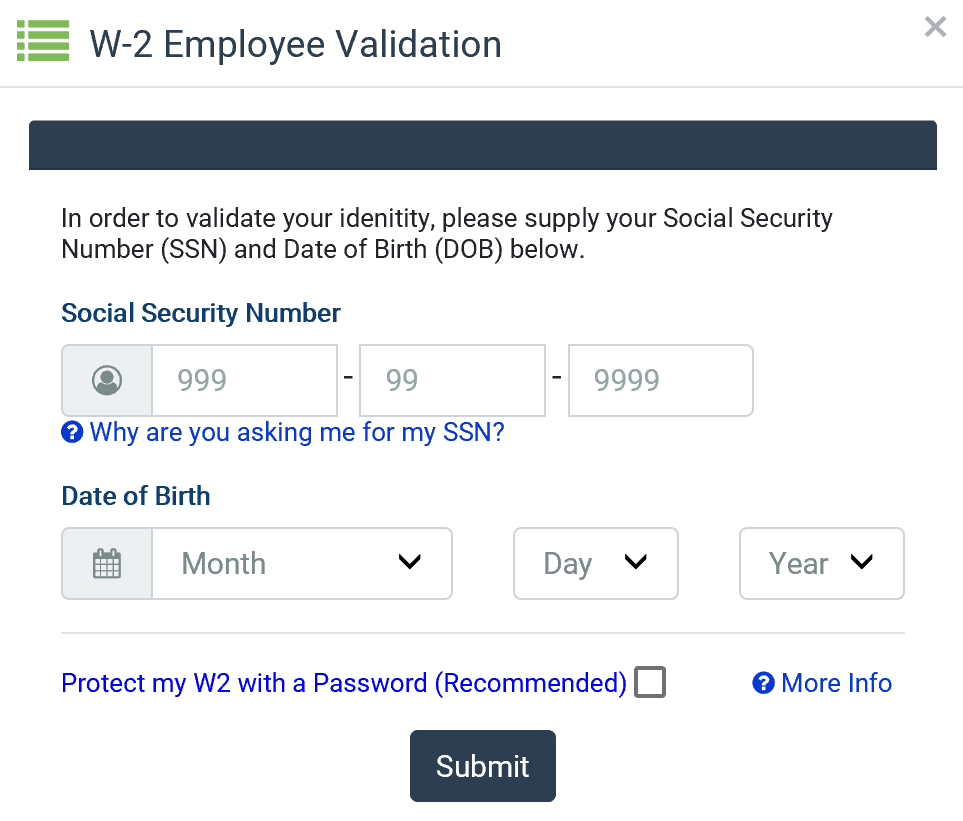 W-2 Employee Validation
In order to validate your idenitity, please supply your Social Security
Number (SSN) and Date of Birth (DOB) below.
Social Security Number
999 - 99 - 9999
Why are you asking me for my SSN?
Date of Birth
Month Day Year
Protect my W2 with a Password (Recommended) More Info
Submit